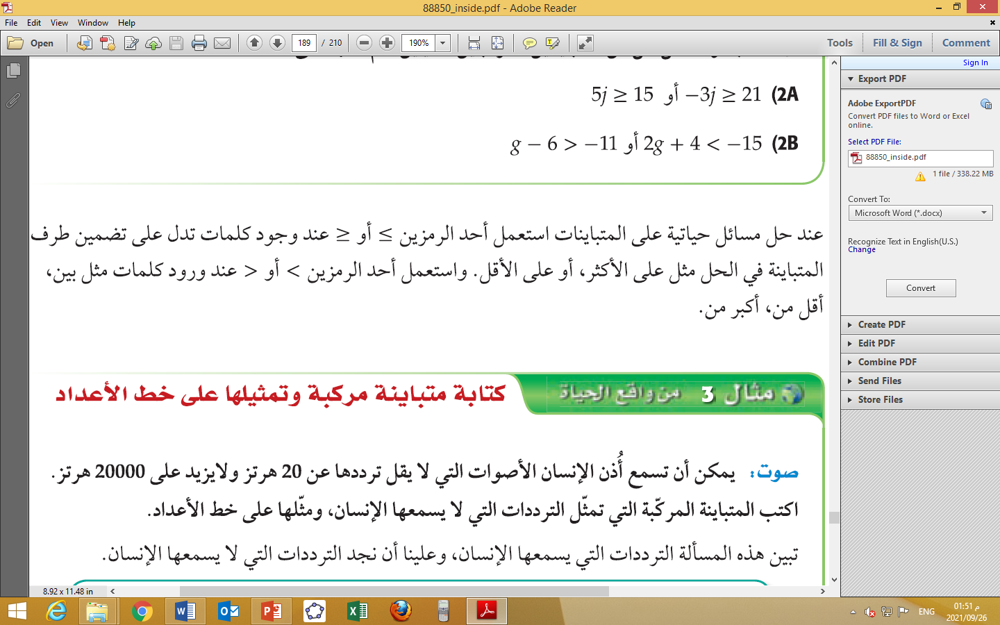 88850_inside.pdf - Adobe Reader
File Edit View Window Help
Open 189 / 210 190% Tools Fill & Sign Comment
Sign In
Export PDF
Adobe ExportPDF
Convert PDF files to Word or Excel
online.
Select PDF File:
88850_inside.pdf
1 file / 338.22 MB
Convert To:
Microsoft Word (*.docx)
Recognize Text in English(U.S.)
Change
Convert
Create PDF
Edit PDF
Combine PDF
Send Files
Store Files
5j ≥ 15 أو −3j ≥ 21 (2A
g − 6 > −11 أو 2g + 4 < −15 (2B
عند حل مسائل حياتية على المتباينات استعمل أحد الرمزين ≥ أو ≤ عند وجود كلمات تدل على تضمين طرف
المتباينة في الحل مثل على الأكثر، أو على الأقل. واستعمل أحد الرمزين > أو < عند ورود كلمات مثل بين،
أقل من، أكبر من.
مثال 3 من واقع الحياة كتابة متباينة مركبة وتمثيلها على خط الأعداد
صوت: يمكن أن تسمع أُذن الإنسان الأصوات التي لا يقل ترددها عن 20 هرتز ولايزيد على 20000 هرتز.
اكتب المتباينة المركّبة التي تمثّل الترددات التي لا يسمعها الإنسان، ومثّلها على خط الأعداد.
تبين هذه المسألة الترددات التي يسمعها الإنسان، وعلينا أن نجد الترددات التي لا يسمعها الإنسان.
8.92 x 11.48 in
ENG
01:51 م
2021/09/26